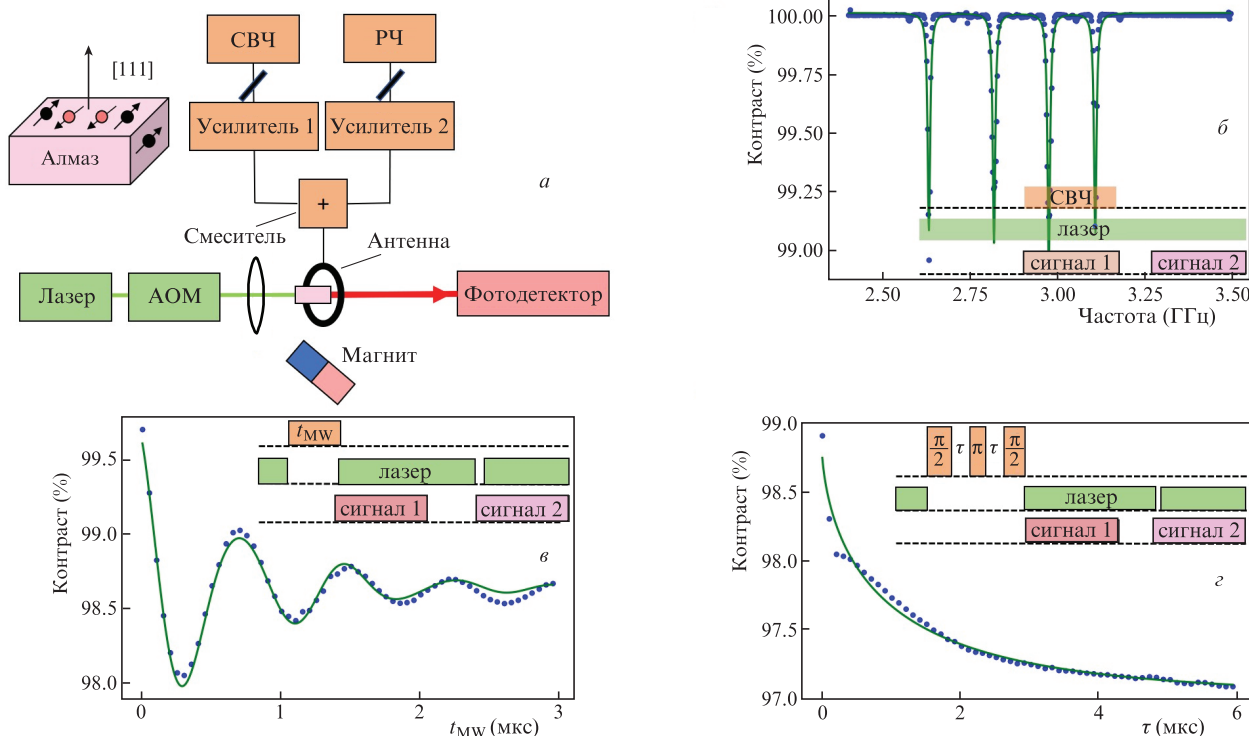 СВЧ
РЧ
[111]
Усилитель 1
Усилитель 2
Алмаз
а
+
Смеситель
Антенна
Лазер
АОМ
Фотодетектор
Магнит
100.00
99.75
99.50
99.25
99.00
Контраст (%)
б
СВЧ
лазер
сигнал 1
сигнал 2
2.50
2.75
3.00
3.25
3.50
Частота (ГГц)
99.5
99.0
98.5
98.0
Контраст (%)
tMW
лазер
сигнал 1
сигнал 2
в
0
1
2
3
tMW (мкс)
99.0
98.5
98.0
97.5
97.0
Контраст (%)
π/2 τ π τ π/2
лазер
сигнал 1
сигнал 2
г
0
2
4
6
τ (мкс)